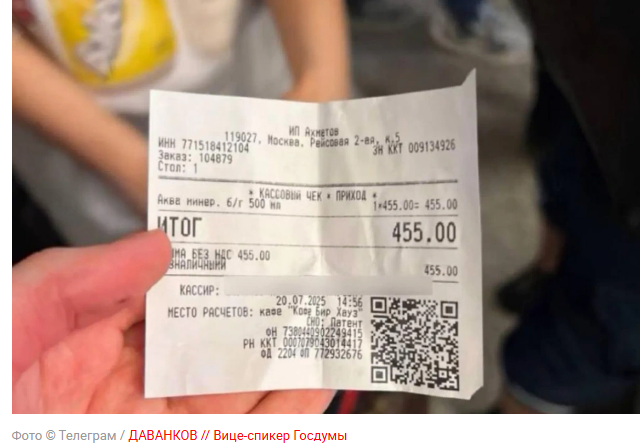 ИП Ахметов
119027, Москва, Рейсовая 2-ая, к.5
ИНН 771518412104 ЗН ККТ 009134926
Заказ: 104879
Стол: 1
* КАССОВЫЙ ЧЕК * ПРИХОД *
Аква минер. б/г 500 мл 1*455.00= 455.00
ИТОГ 455.00
БЕЗ НДС 455.00
455.00
КАССИР:
20.07.2025 14:56
МЕСТО РАСЧЕТОВ: кафе "Кофе Бир Хауз"
СНО: Патент
ФН 7380440902249415
РН ККТ 0007079043014417
ФД 2204 ФП 772932676
Фото © Телеграм / ДАВАНКОВ // Вице-спикер Госдумы